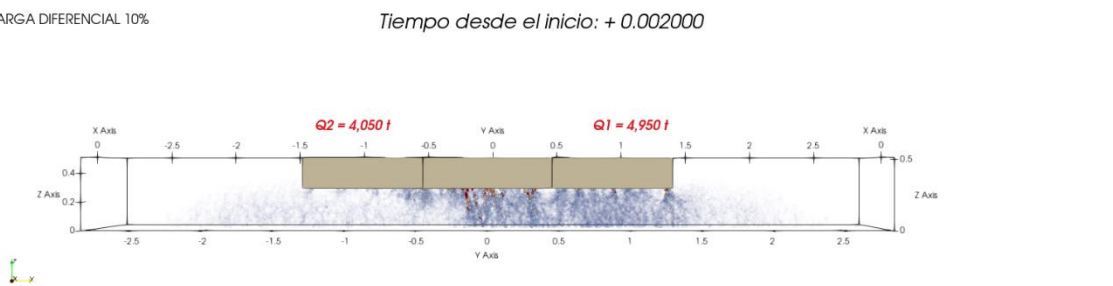 ARGA DIFERENCIAL 10%
Tiempo desde el inicio: + 0.002000
Q2 = 4,050 t
Q1 = 4,950 t
X Axis
Y Axis
X Axis
0 -2.5 -2 -1.5 -1 -0.5 0 0.5 1 1.5 2 2.5 0
0.4
0.5
Z Axis
Z Axis
0.2
0
0
-2.5 -2 -1.5 -1 -0.5 0 0.5 1 1.5 2 2.5
Y Axis